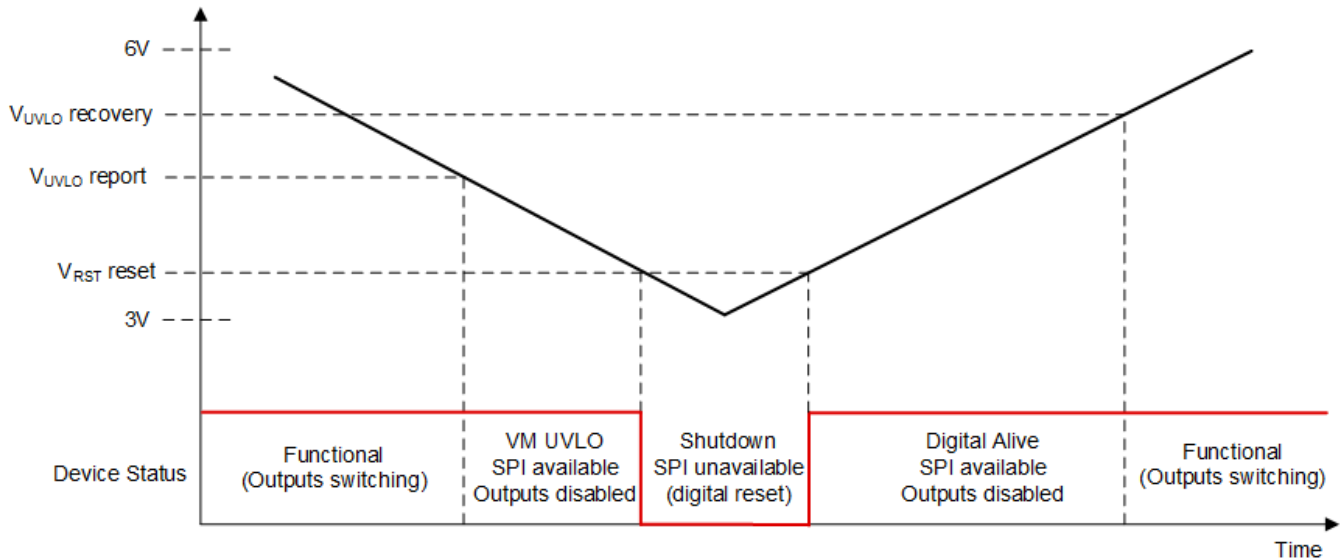 6V
VUVLO recovery
VUVLO report
VRST reset
3V
Device Status
Functional
(Outputs switching)
VM UVLO
SPI available
Outputs disabled
Shutdown
SPI unavailable
(digital reset)
Digital Alive
SPI available
Outputs disabled
Functional
(Outputs switching)
Time